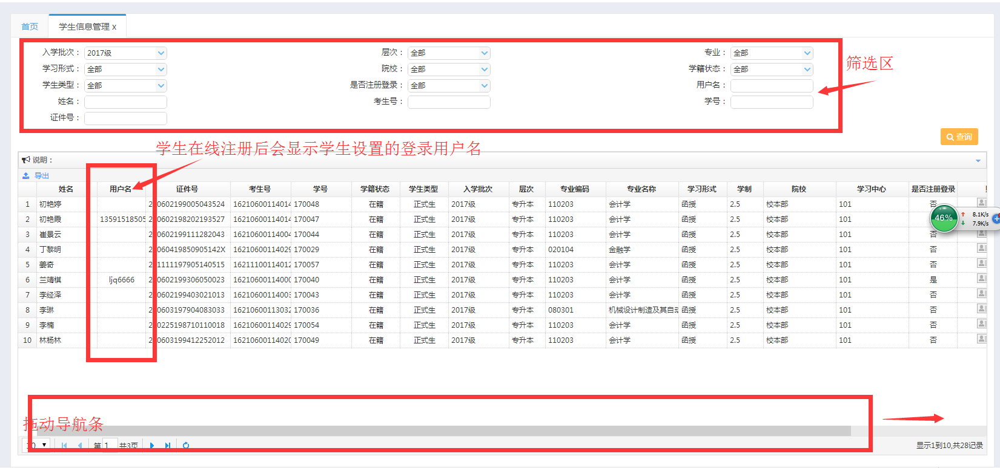 首页 学生信息管理 x
入学批次： 2017级 层次： 全部 专业： 全部
学习形式： 全部 院校： 全部 学籍状态： 全部
筛选区
学生类型： 全部 是否注册登录： 全部 用户名：
姓名： 考生号： 学号：
证件号：
查询
学生在线注册后会显示学生设置的登录用户名
说明：
导出
姓名 用户名 证件号 考生号 学号 学籍状态 学生类型 入学批次 层次 专业编码 专业名称 学习形式 学制 院校 学习中心 是否注册登录
1 初艳婷 0602199005043524 16210600114014 170048 在籍 正式生 2017级 专升本 110203 会计学 函授 2.5 校本部 101 否
2 初艳霞 13591518505 0602198202193527 16210600114014 170047 在籍 正式生 2017级 专升本 110203 会计学 函授 2.5 校本部 101
3 崔景云 0602199111282043 16210600114004 170044 在籍 正式生 2017级 专升本 110203 会计学 函授 2.5 校本部 101 否
4 丁黎明 060419850905142X 16210600114029 170029 在籍 正式生 2017级 专升本 020104 金融学 函授 2.5 校本部 101 否
5 姜奇 1111197905140515 16211100114012 170057 在籍 正式生 2017级 专升本 110203 会计学 函授 2.5 校本部 101 否
6 兰靖棋 ljq6666 0602199306050023 16210600114000 170040 在籍 正式生 2017级 专升本 110203 会计学 函授 2.5 校本部 101 是
7 李经泽 0602199403021013 16210600114003 170043 在籍 正式生 2017级 专升本 110203 会计学 函授 2.5 校本部 101 否
8 李琳 0603197904083033 16210600113032 170036 在籍 正式生 2017级 专升本 080301 机械设计制造及其自动 函授 2.5 校本部 101 否
9 李楠 0225198710110018 16210600114029 170054 在籍 正式生 2017级 专升本 110203 会计学 函授 2.5 校本部 101 否
10 林杨林 0603199412252012 16210600114020 170049 在籍 正式生 2017级 专升本 110203 会计学 函授 2.5 校本部 101 否
46% 8.1K/s
7.9K/s
拖动导航条
10 第 1 共3页 显示1到10,共28记录